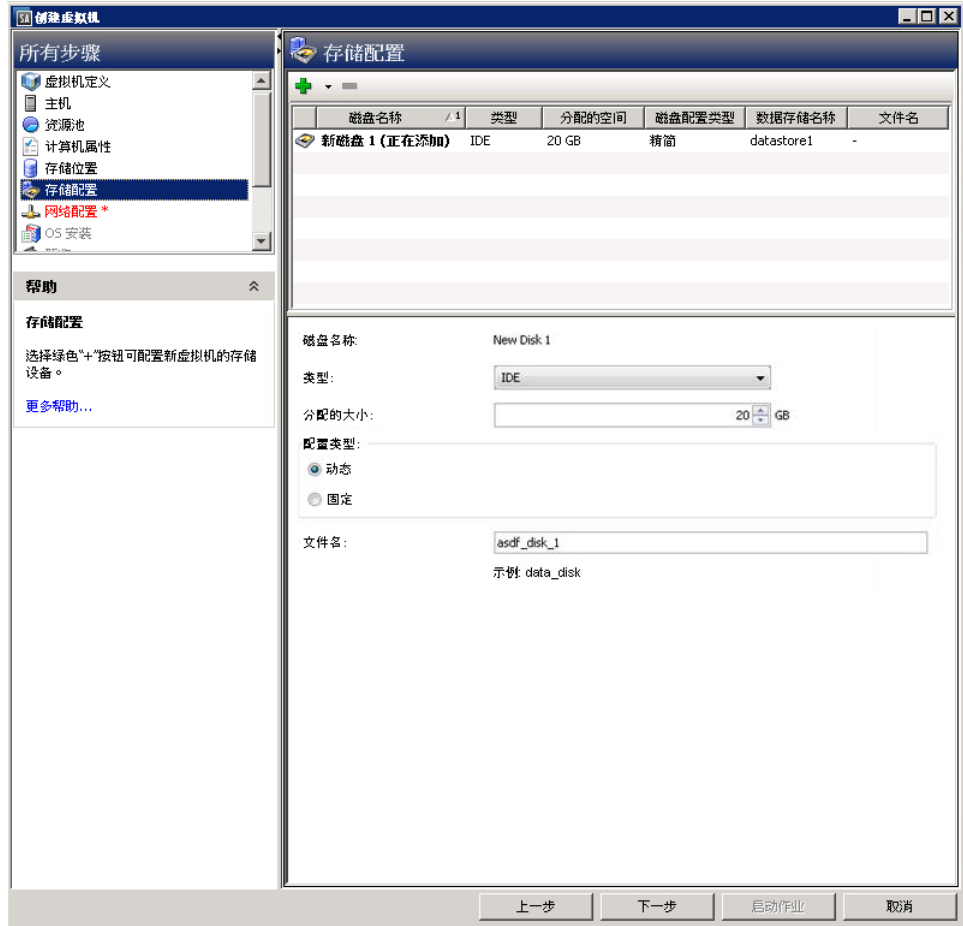 SA 创建虚拟机
所有步骤
虚拟机定义
主机
资源池
计算机属性
存储位置
存储配置
网络配置 *
OS 安装
帮助
存储配置
选择绿色“+”按钮可配置新虚拟机的存储
设备。
更多帮助...
存储配置
磁盘名称 1 类型 分配的空间 磁盘配置类型 数据存储名称 文件名
新磁盘 1 (正在添加) IDE 20 GB 精简 datastore1 -
磁盘名称: New Disk 1
类型: IDE
分配的大小: 20 GB
配置类型:
动态
固定
文件名: asdf_disk_1
示例: data_disk
上一步 下一步 启动作业 取消